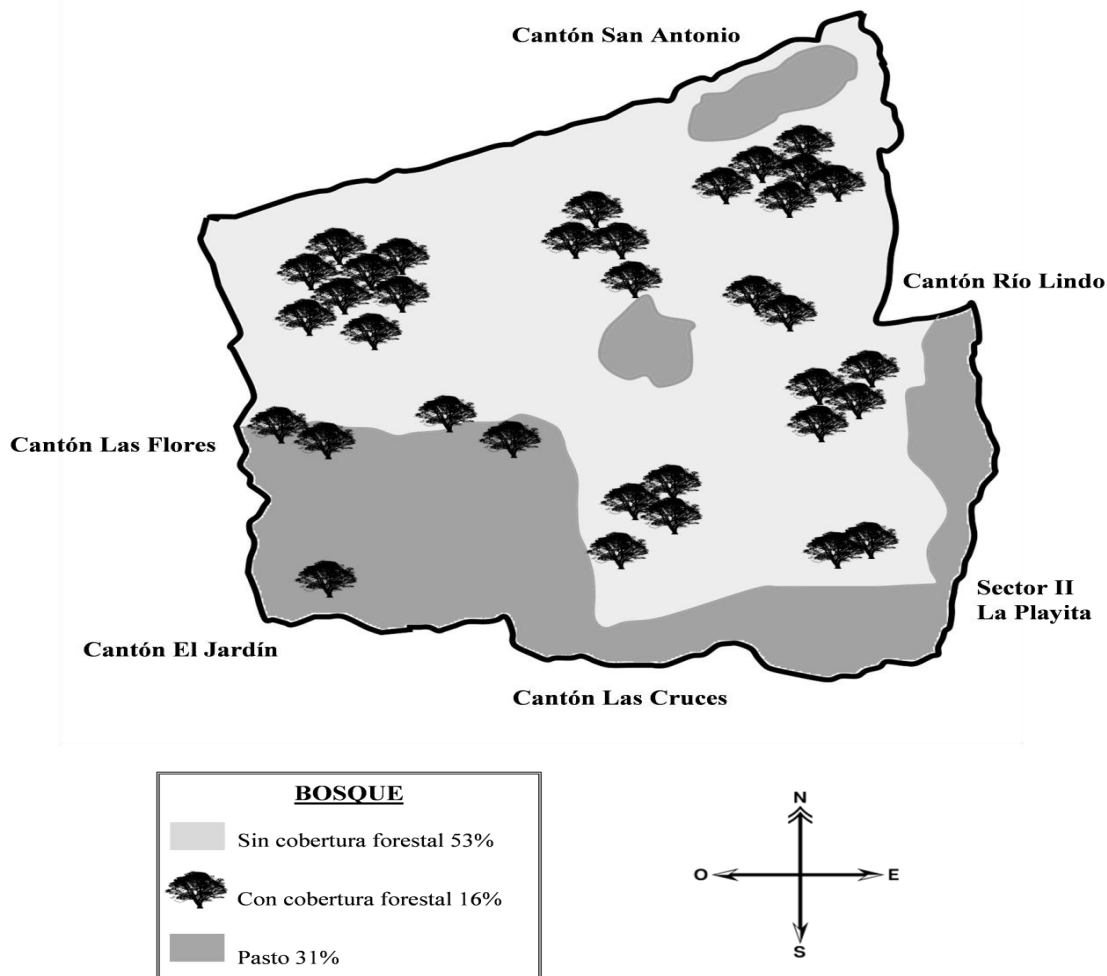 Cantón San Antonio
Cantón Río Lindo
Cantón Las Flores
Sector II
La Playita
Cantón El Jardín
Cantón Las Cruces
BOSQUE
Sin cobertura forestal 53%
Con cobertura forestal 16%
Pasto 31%
N
O
E
S